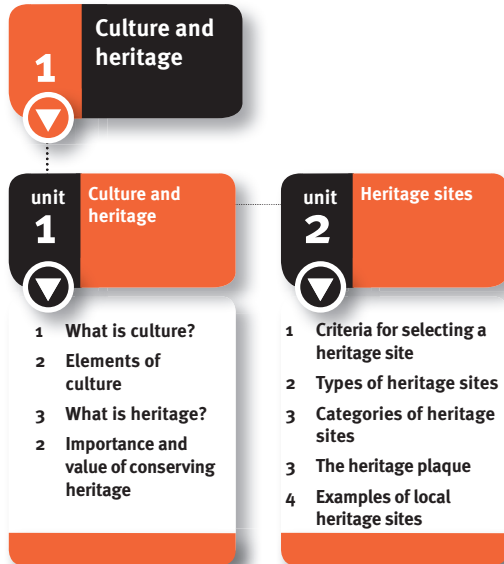 1
Culture and
heritage
unit
1
Culture and
heritage
1 What is culture?
2 Elements of
culture
3 What is heritage?
2 Importance and
value of conserving
heritage
unit
2
Heritage sites
1 Criteria for selecting a
heritage site
2 Types of heritage sites
3 Categories of heritage
sites
3 The heritage plaque
4 Examples of local
heritage sites